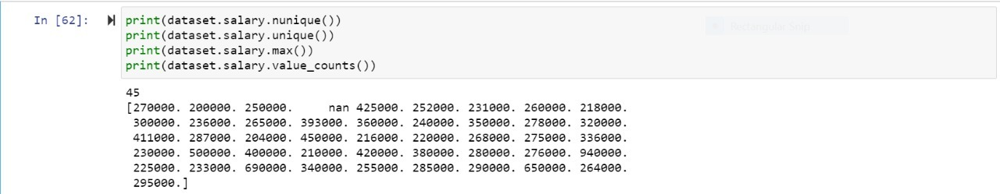 In [62]:
print(dataset.salary.nunique())
print(dataset.salary.unique())
print(dataset.salary.max())
print(dataset.salary.value_counts())
Rectangular Snip
45
[270000. 200000. 250000.     nan 425000. 252000. 231000. 260000. 218000.
 300000. 236000. 265000. 393000. 360000. 240000. 350000. 278000. 320000.
 411000. 287000. 204000. 450000. 216000. 220000. 268000. 275000. 336000.
 230000. 500000. 400000. 210000. 420000. 380000. 280000. 276000. 940000.
 225000. 233000. 690000. 340000. 255000. 285000. 290000. 650000. 264000.
 295000.]